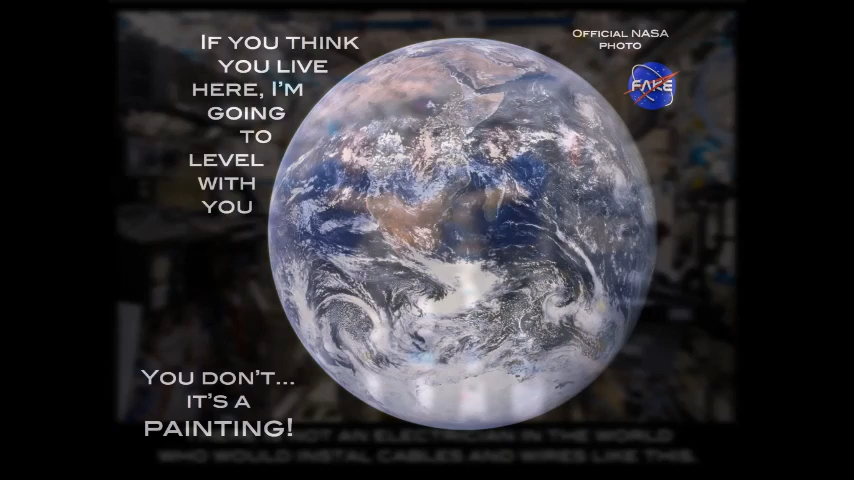 If you think
you live
here, I'm
going
to
level
with
you
Official NASA
photo
FAKE
You don't...
it's a
painting!
NOT AN ELECTRICIAN IN THE WORLD
WHO WOULD INSTAL CABLES AND WIRES LIKE THIS.